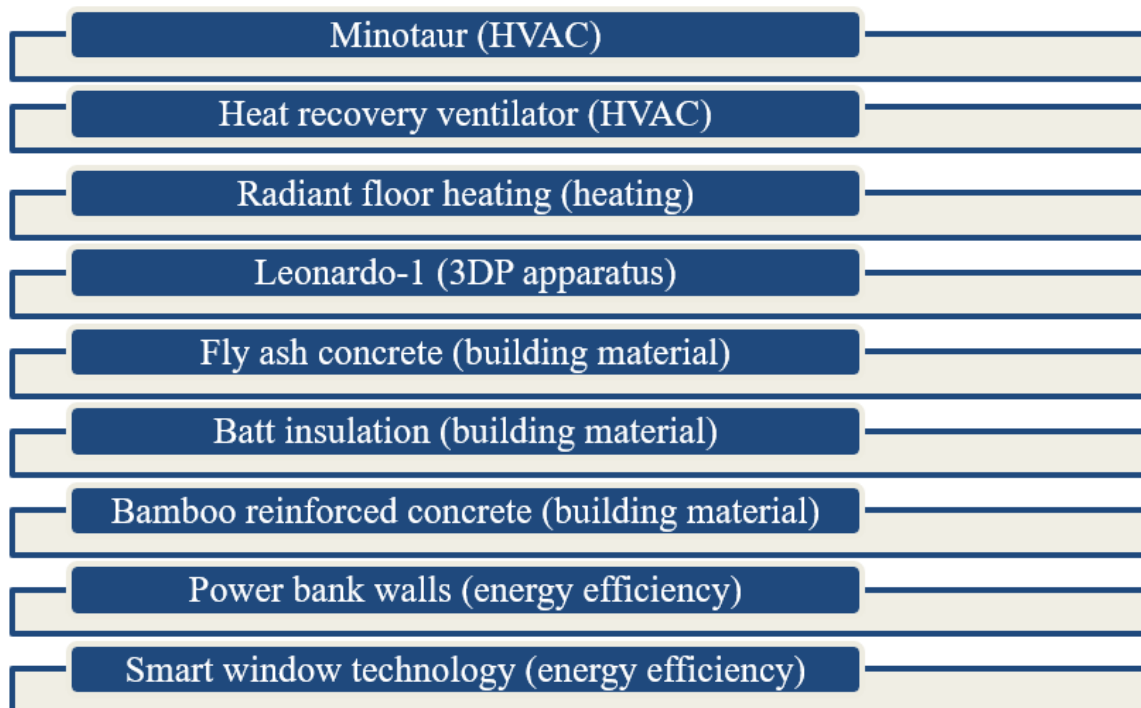 Minotaur (HVAC)
Heat recovery ventilator (HVAC)
Radiant floor heating (heating)
Leonardo-1 (3DP apparatus)
Fly ash concrete (building material)
Batt insulation (building material)
Bamboo reinforced concrete (building material)
Power bank walls (energy efficiency)
Smart window technology (energy efficiency)